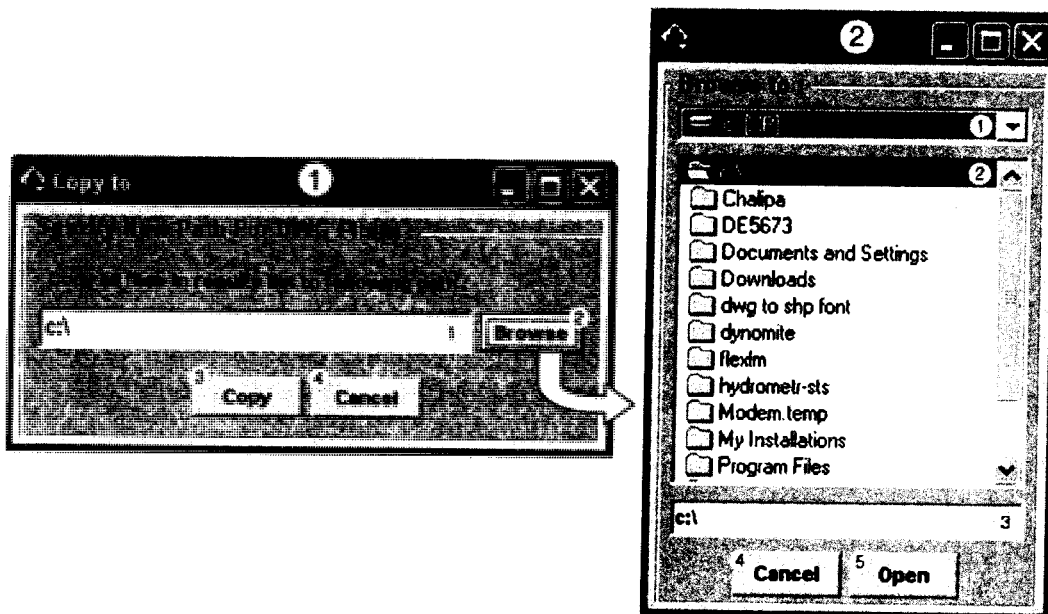 Copy to
1
c:\
1
Browse
2
3
Copy
4
Cancel
2
Browse to :
1
c:\
2
Chalipa
DE5673
Documents and Settings
Downloads
dwg to shp font
dynomite
flexlm
hydrometr-sts
Modem.temp
My Installations
Program Files
c:\
3
4
Cancel
5
Open